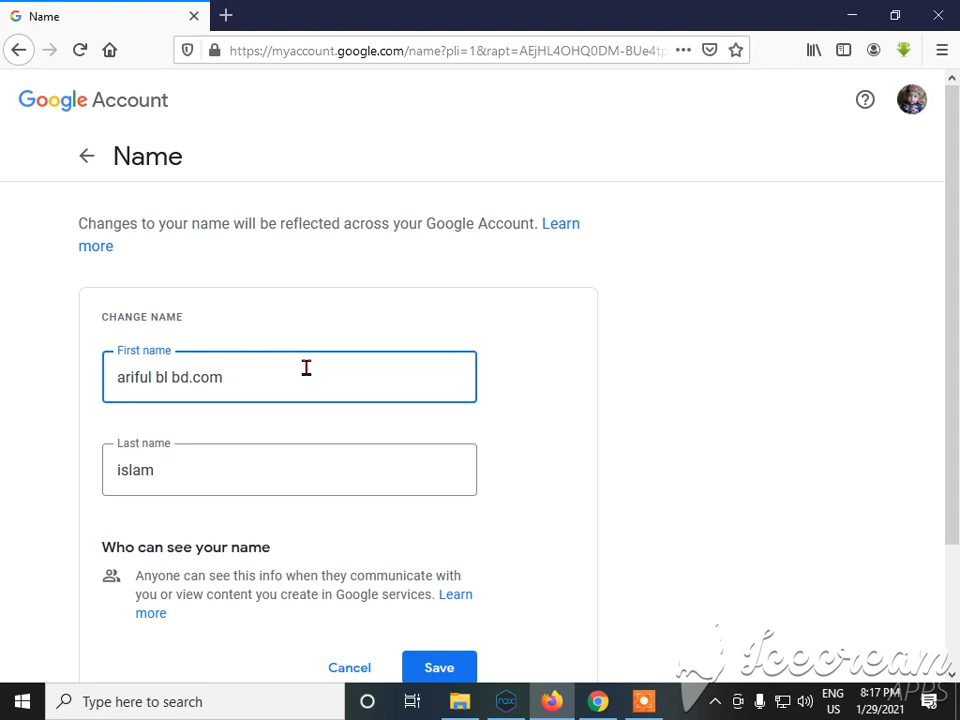 Name
https://myaccount.google.com/name?pli=1&rapt=AEjHL4OHQ0DM-BUe4tp
Google Account
Name
Changes to your name will be reflected across your Google Account. Learn
more
CHANGE NAME
First name
ariful bl bd.com
Last name
islam
Who can see your name
Anyone can see this info when they communicate with
you or view content you create in Google services. Learn
more
Cancel
Save
Icecream
APPS
Type here to search
nox
ENG
US
8:17 PM
1/29/2021